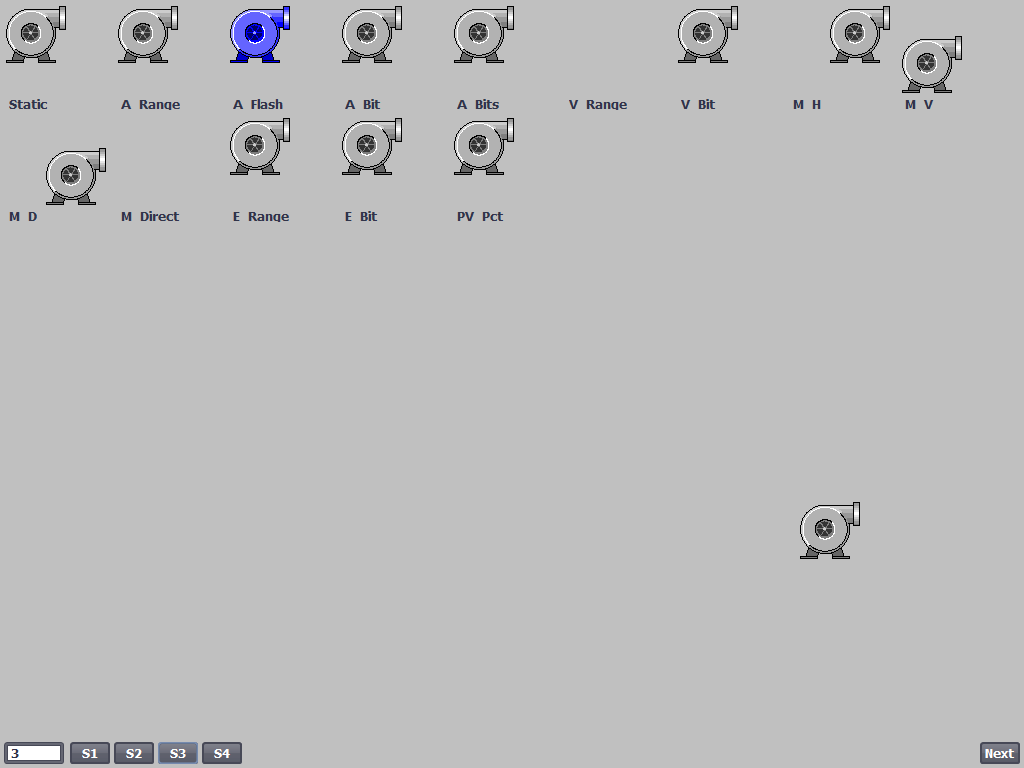 Static A Range A Flash A Bit A Bits V Range V Bit M H M V
M D M Direct E Range E Bit PV Pct
3 S1 S2 S3 S4 Next